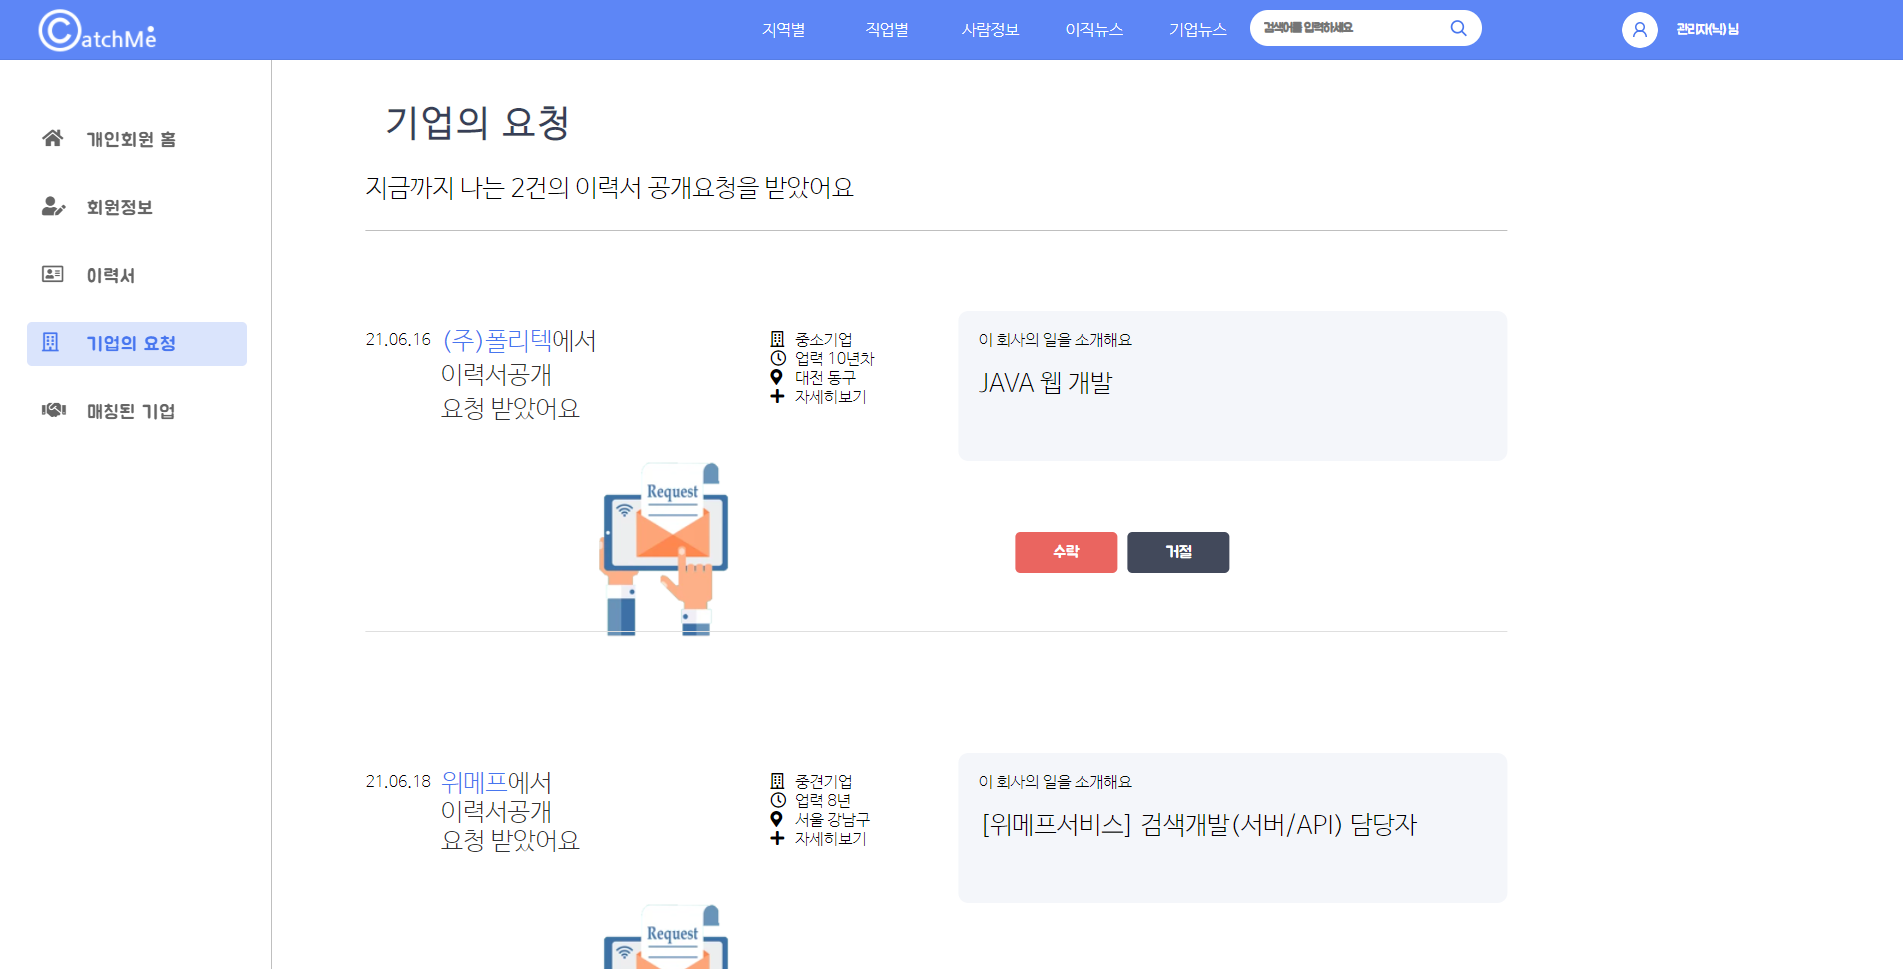 CatchMe
지역별 직업별 사람정보 이직뉴스 기업뉴스 검색어를 입력하세요 관리자(닉) 님
개인회원 홈
회원정보
이력서
기업의 요청
매칭된 기업
기업의 요청
지금까지 나는 2건의 이력서 공개요청을 받았어요
21.06.16 (주)폴리텍에서
이력서공개
요청 받았어요
중소기업
업력 10년차
대전 동구
자세히보기
이 회사의 일을 소개해요
JAVA 웹 개발
Request
수락 거절
21.06.18 위메프에서
이력서공개
요청 받았어요
중견기업
업력 8년
서울 강남구
자세히보기
이 회사의 일을 소개해요
[위메프서비스] 검색개발(서버/API) 담당자
Request